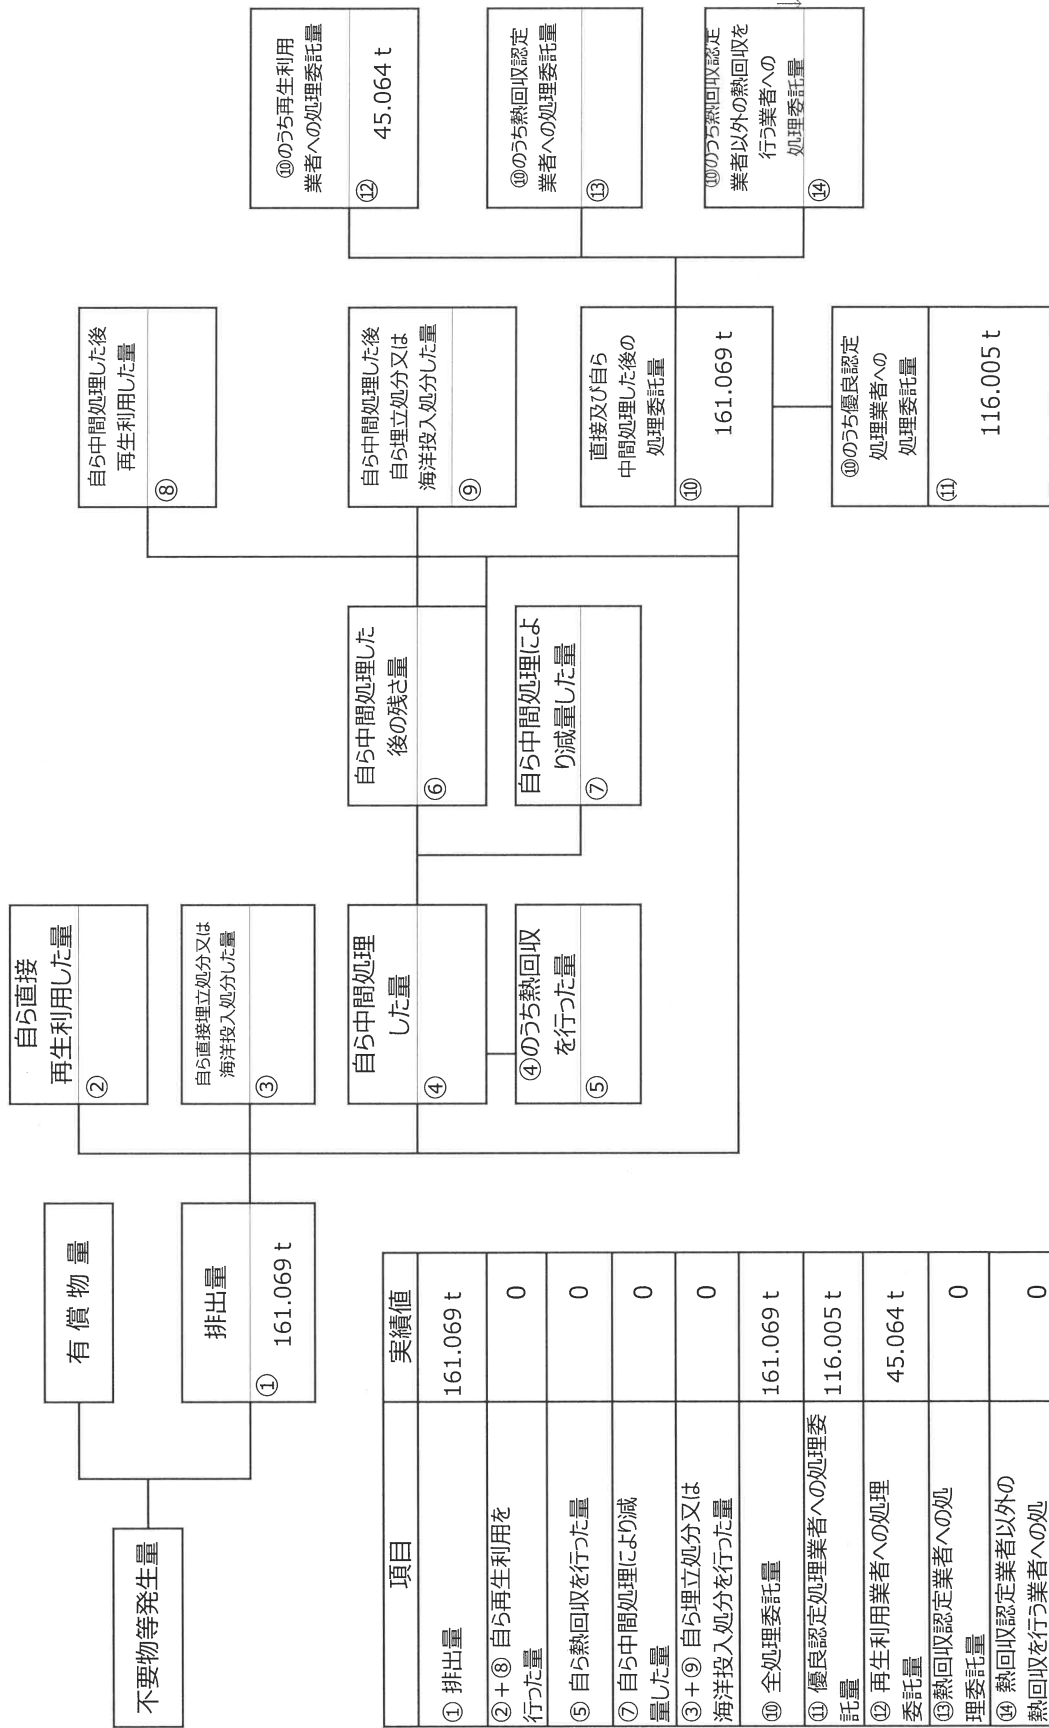 不要物等発生量
有 償 物 量
排出量
①
161.069 t
自ら直接
再生利用した量
②
自ら直接埋立処分又は
海洋投入処分した量
③
自ら中間処理
した量
④
④のうち熱回収
を行った量
⑤
自ら中間処理した
後の残さ量
⑥
自ら中間処理によ
り減量した量
⑦
自ら中間処理した後
再生利用した量
⑧
自ら中間処理した後
自ら埋立処分又は
海洋投入処分した量
⑨
直接及び自ら
中間処理した後の
処理委託量
⑩
161.069 t
⑩のうち優良認定
処理業者への
処理委託量
⑪
116.005 t
⑩のうち再生利用
業者への処理委託量
⑫
45.064 t
⑩のうち熱回収認定
業者への処理委託量
⑬
⑩のうち熱回収認定
業者以外の熱回収を
行う業者への
処理委託量
⑭
項目 実績値
① 排出量 161.069 t
②+⑧ 自ら再生利用を
行った量 0
⑤ 自ら熱回収を行った量 0
⑦ 自ら中間処理により減
量した量 0
③+⑨ 自ら埋立処分又は
海洋投入処分を行った量 0
⑩ 全処理委託量 161.069 t
⑪ 優良認定処理業者への処理委
託量 116.005 t
⑫ 再生利用業者への処理
委託量 45.064 t
⑬熱回収認定業者への処
理委託量 0
⑭ 熱回収認定業者以外の
熱回収を行う業者への処 0